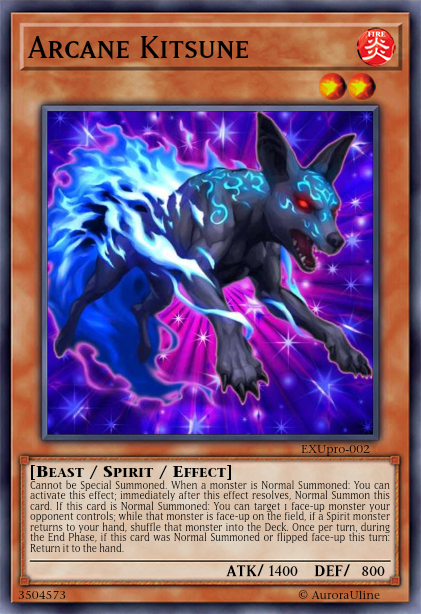 Arcane Kitsune
FIRE
炎
EXUpro-002
[Beast / Spirit / Effect]
Cannot be Special Summoned. When a monster is Normal Summoned: You can
activate this effect; immediately after this effect resolves, Normal Summon this
card. If this card is Normal Summoned: You can target 1 face-up monster your
opponent controls; while that monster is face-up on the field, if a Spirit monster
returns to your hand, shuffle that monster into the Deck. Once per turn, during
the End Phase, if this card was Normal Summoned or flipped face-up this turn:
Return it to the hand.
ATK/ 1400 DEF/ 800
3504573 © AuroraUline